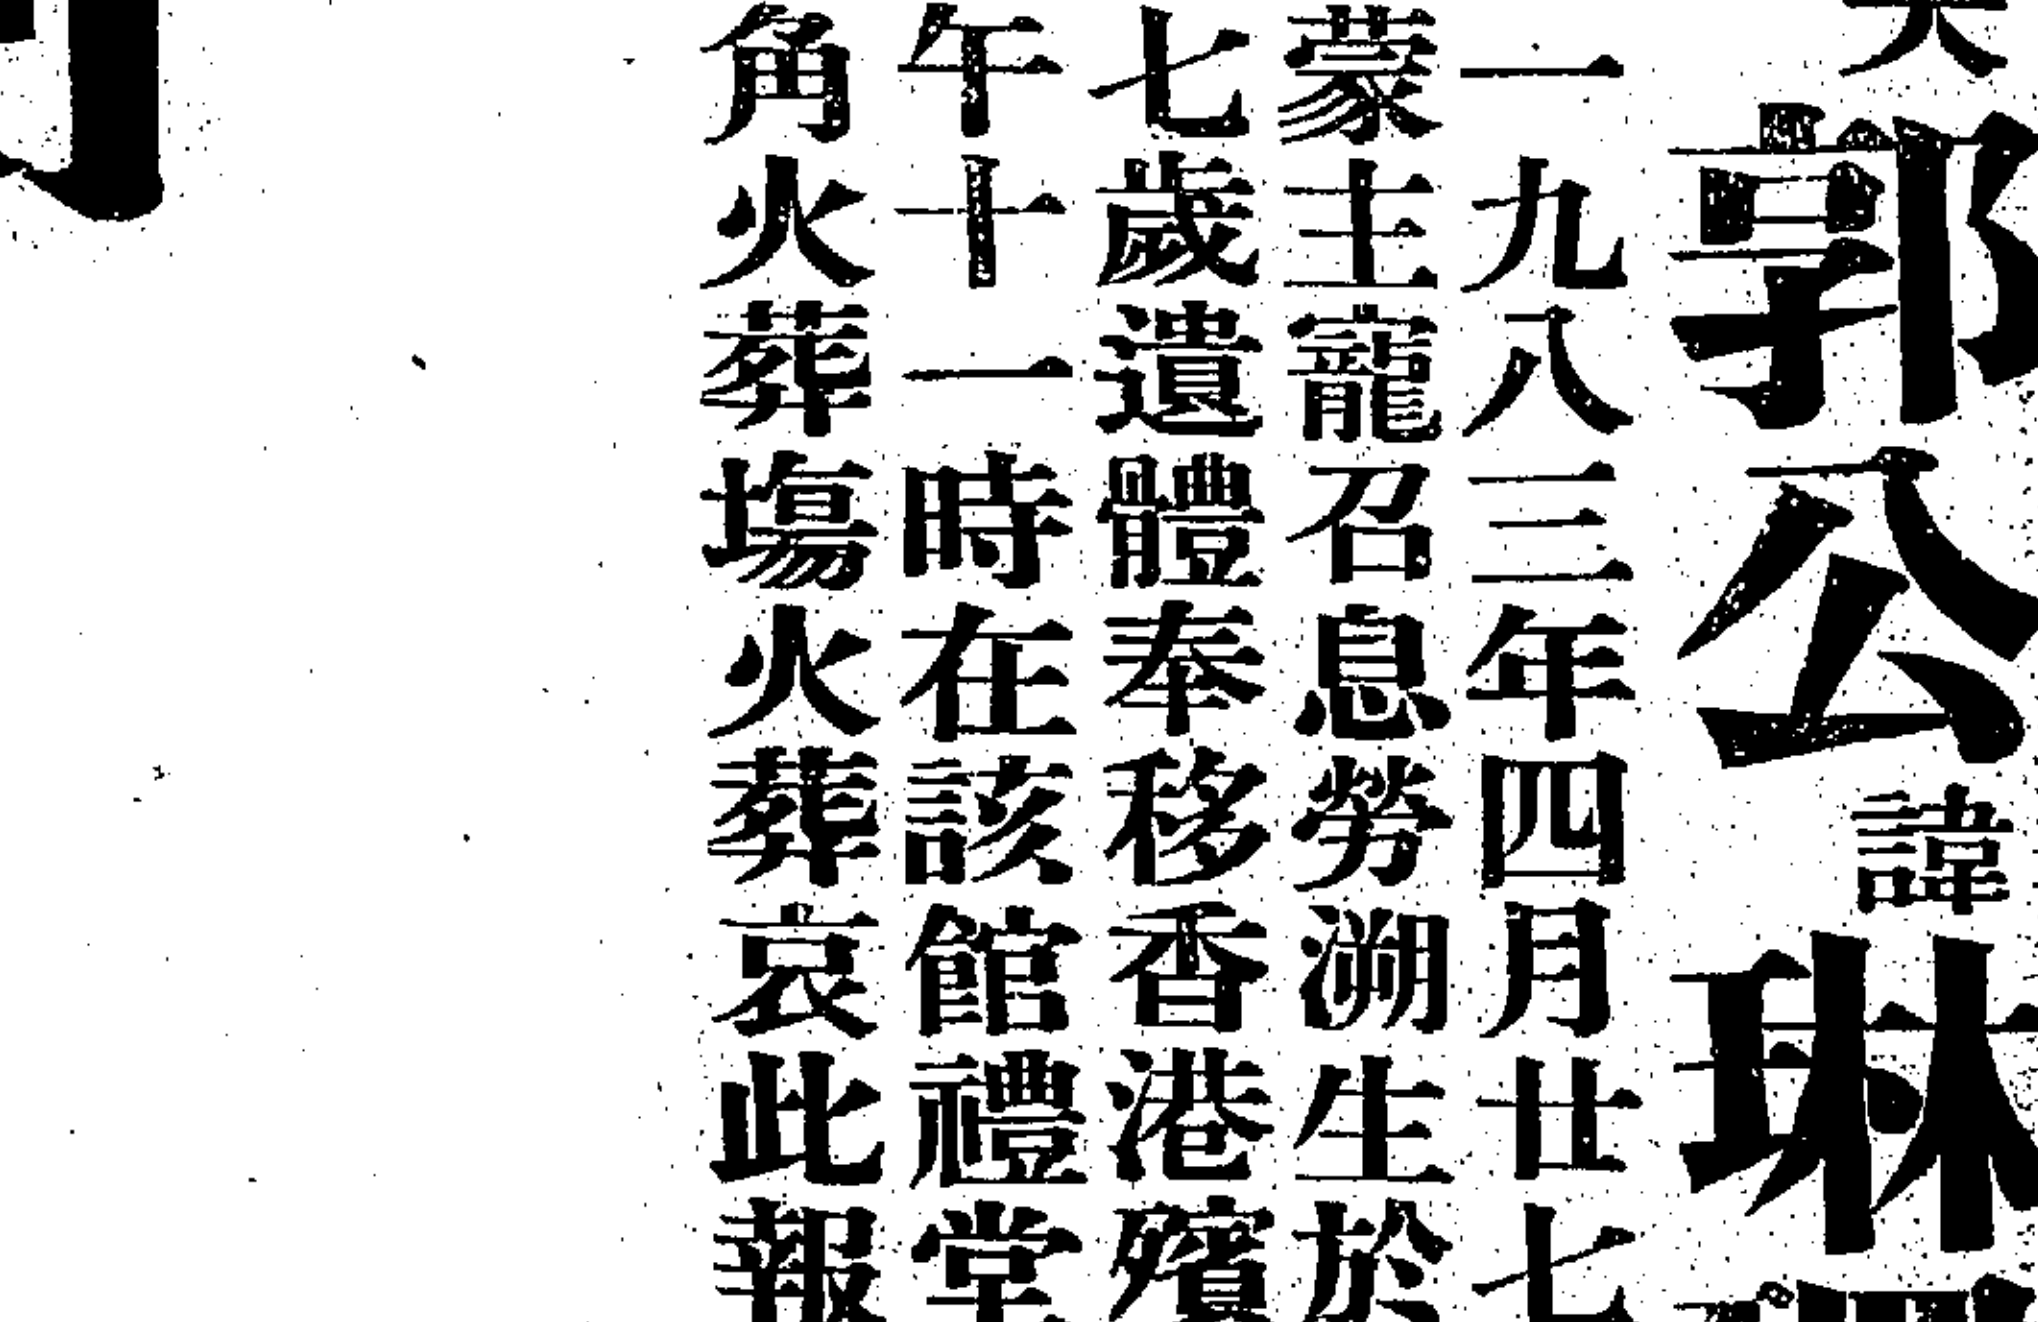 郭公諱琳
一九八三年四月廿七
蒙主寵召息勞溯生於
七歲遺體奉移香港殯
午十一時在該館禮堂
角火葬塲火葬哀此報